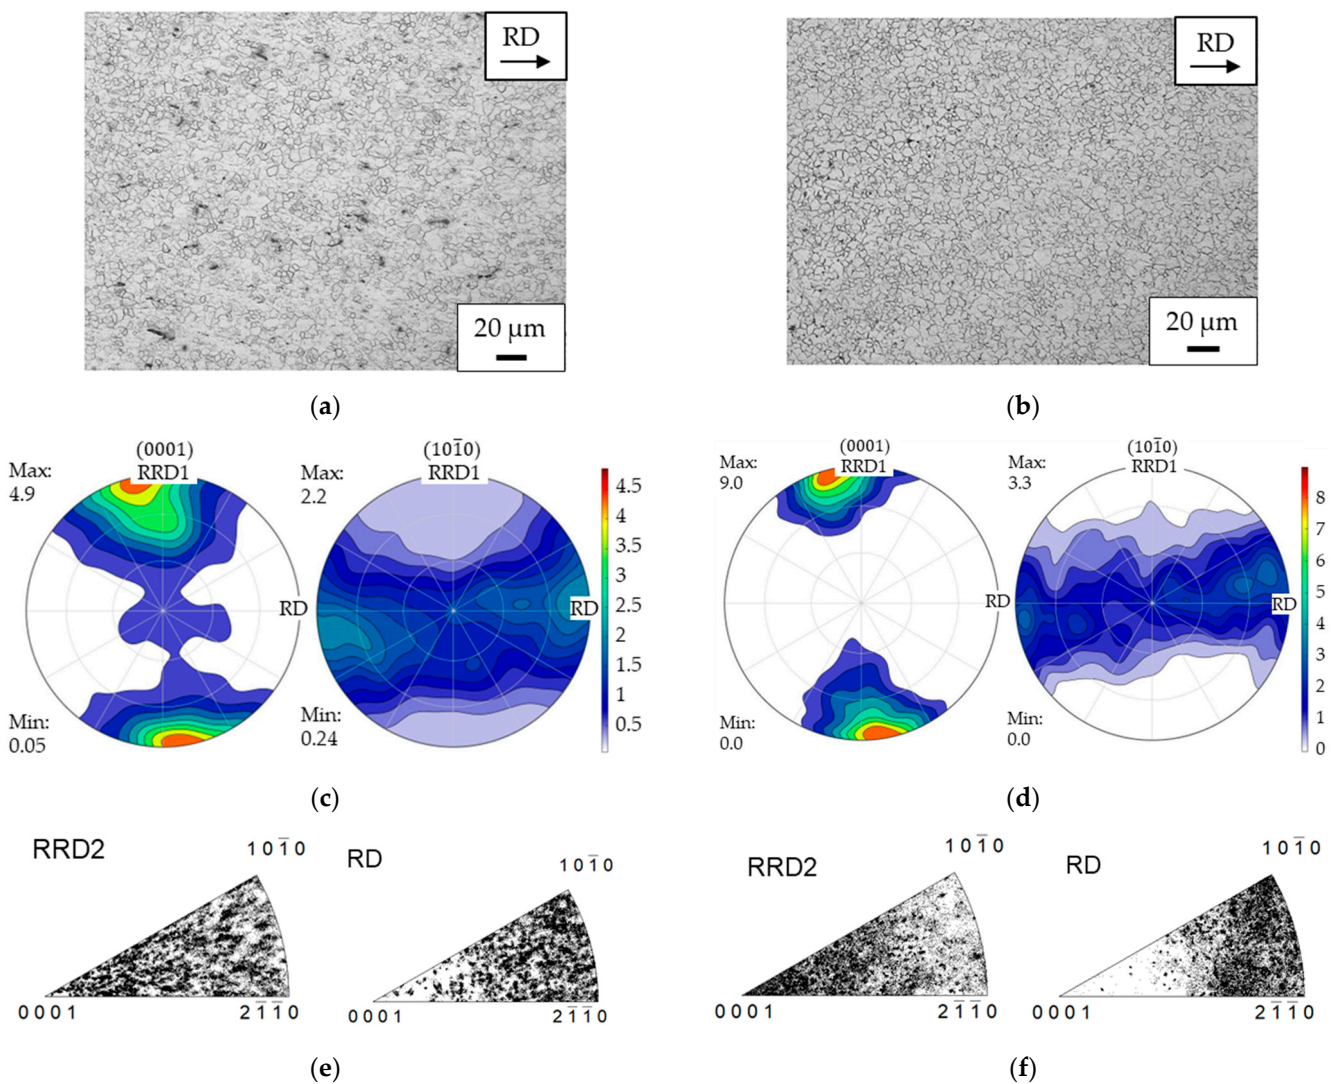 RD
RD
20 µm
20 µm
(a)
(b)
(0001)
RRD1
(101̅0)
RRD1
Max:
4.9
Max:
2.2
RD
RD
Min:
0.05
Min:
0.24
4.5
4
3.5
3
2.5
2
1.5
1
0.5
(0001)
RRD1
(101̅0)
RRD1
Max:
9.0
Max:
3.3
RD
RD
Min:
0.0
Min:
0.0
8
7
6
5
4
3
2
1
0
(c)
(d)
RRD2
101̅0
0001
21̅1̅0
RD
101̅0
0001
21̅1̅0
RRD2
101̅0
0001
21̅1̅0
RD
101̅0
0001
21̅1̅0
(e)
(f)